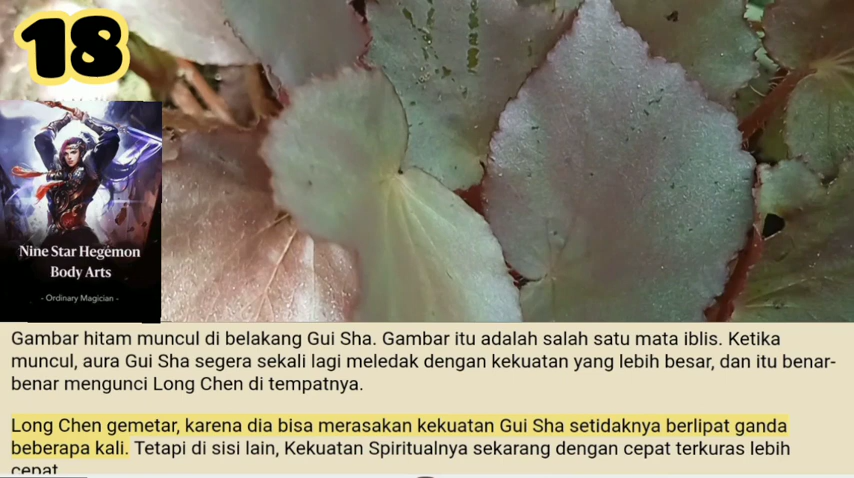 18
Nine Star Hegemon
Body Arts
- Ordinary Magician -
Gambar hitam muncul di belakang Gui Sha. Gambar itu adalah salah satu mata iblis. Ketika
muncul, aura Gui Sha segera sekali lagi meledak dengan kekuatan yang lebih besar, dan itu benar-
benar mengunci Long Chen di tempatnya.
Long Chen gemetar, karena dia bisa merasakan kekuatan Gui Sha setidaknya berlipat ganda
beberapa kali. Tetapi di sisi lain, Kekuatan Spiritualnya sekarang dengan cepat terkuras lebih
cepat